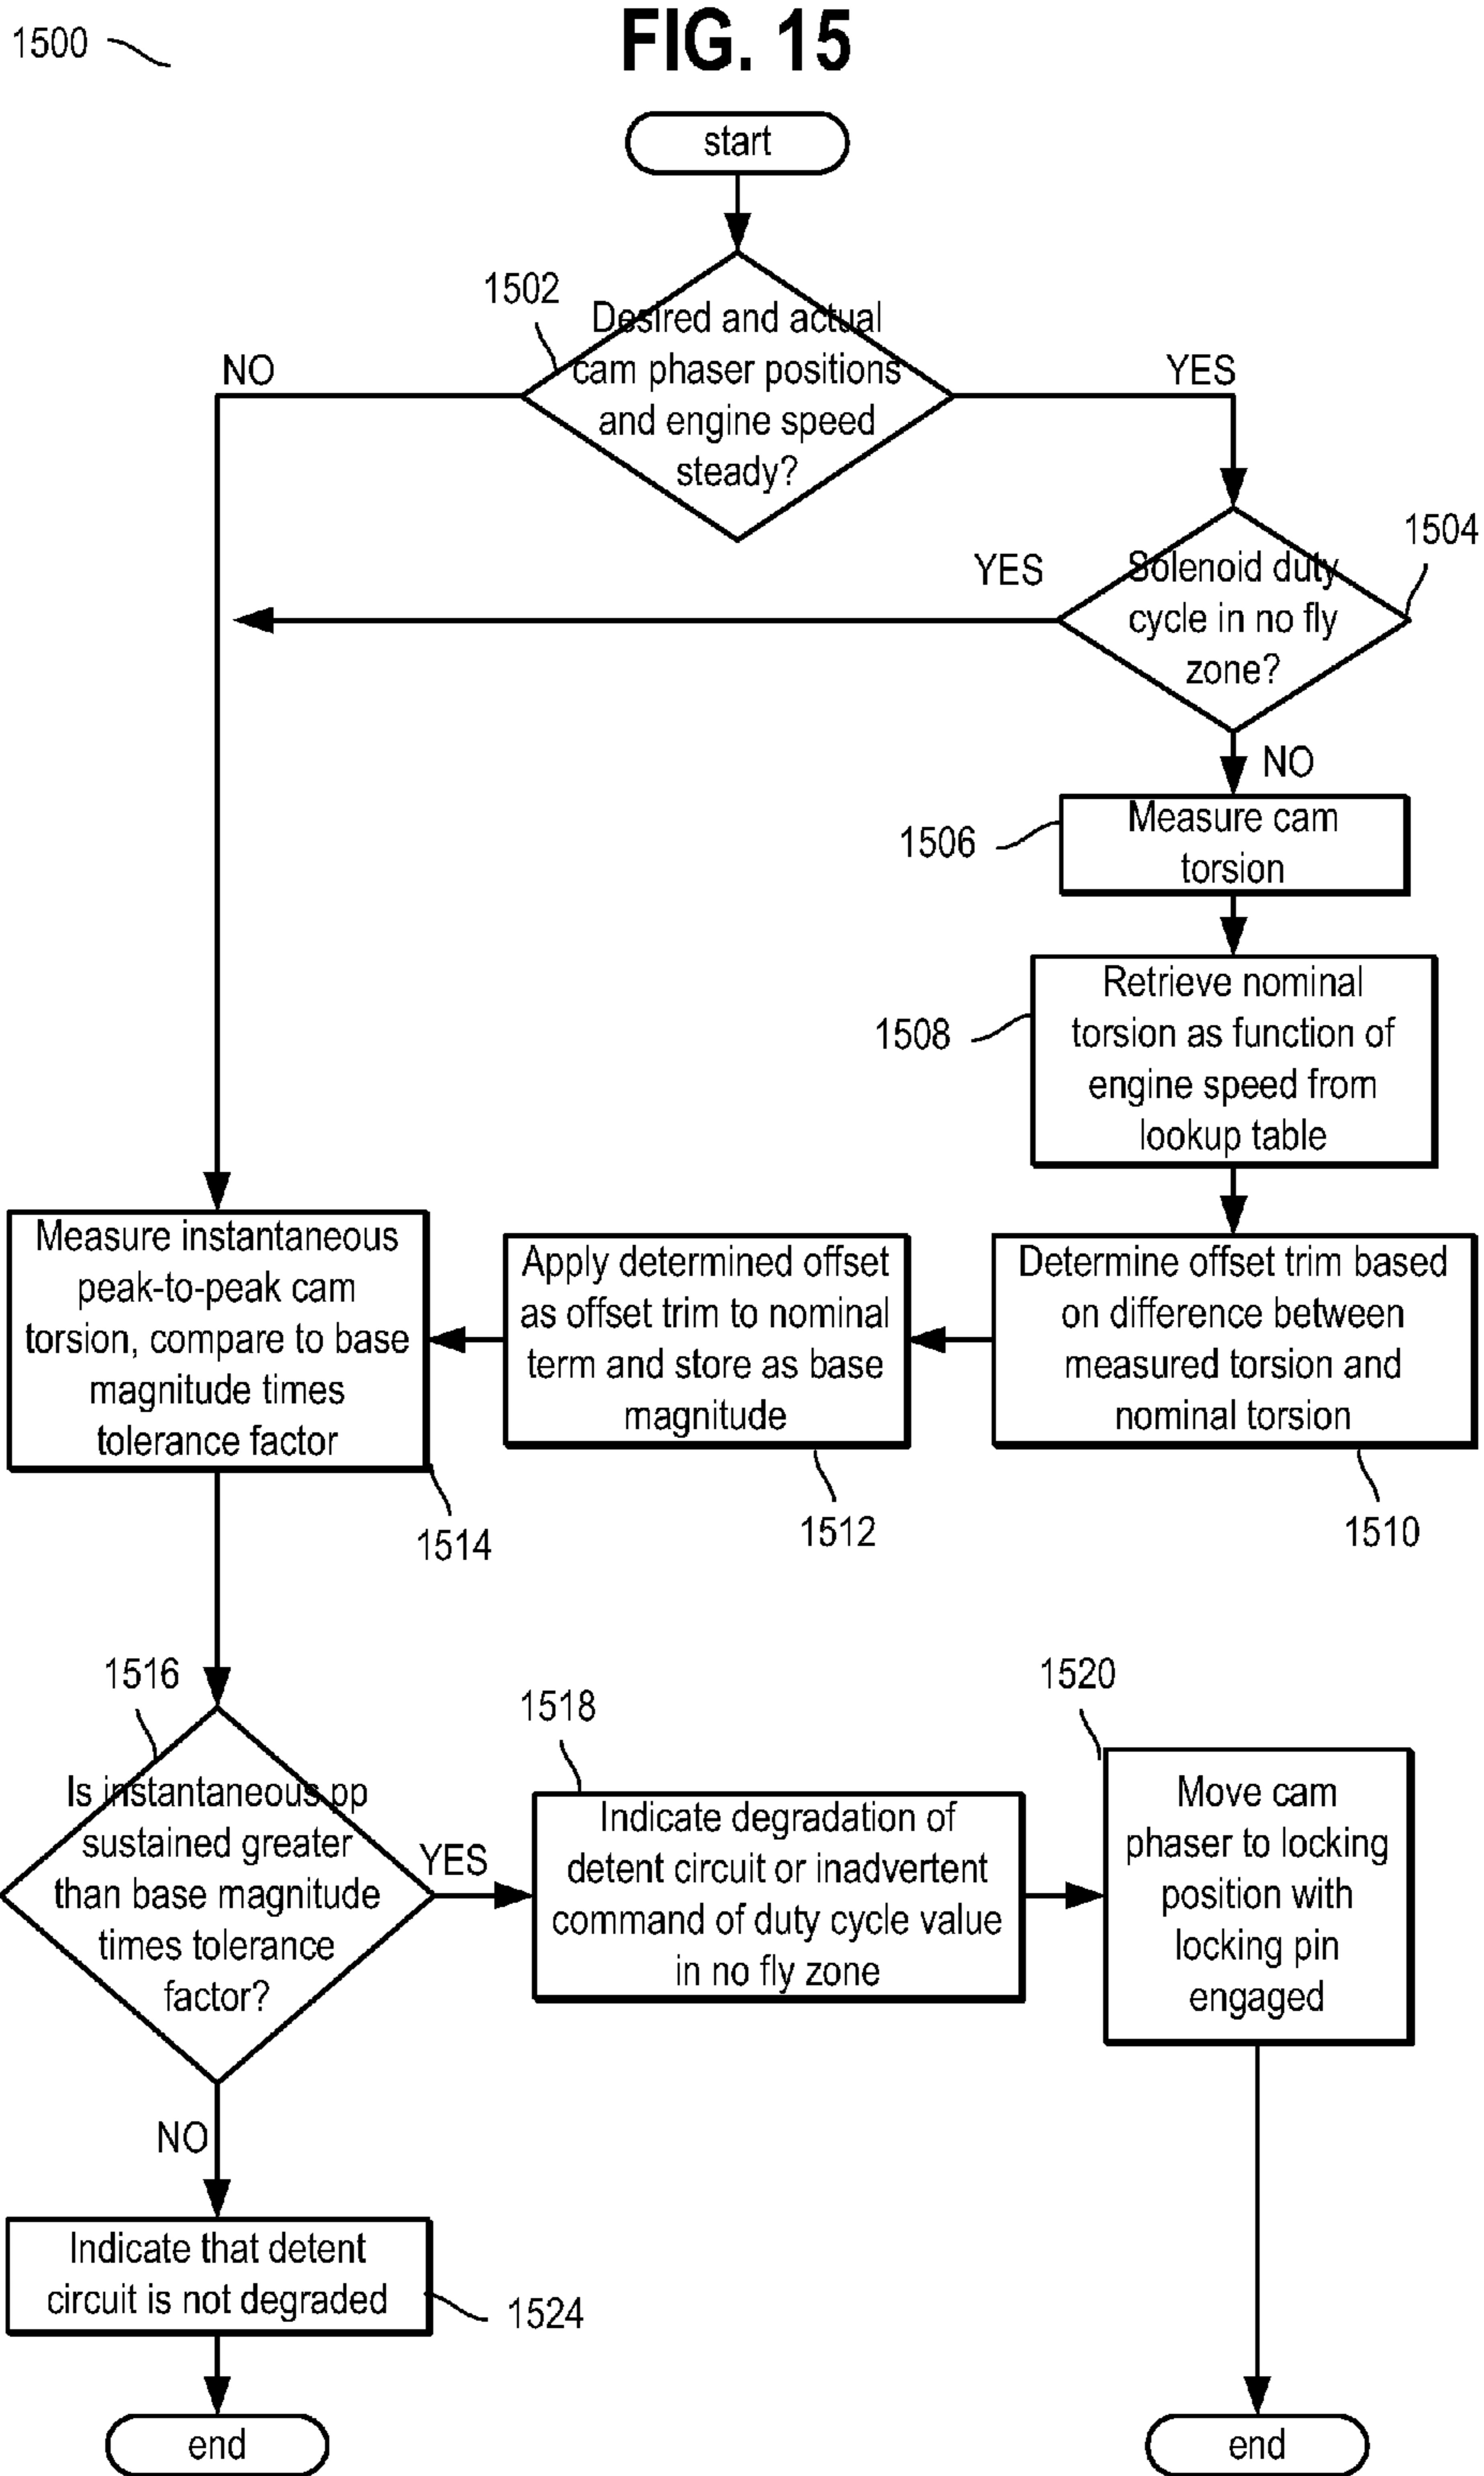 FIG. 15
1500
start
1502
Desired and actual
cam phaser positions
and engine speed
steady?
NO
YES
1504
Solenoid duty
cycle in no fly
zone?
YES
NO
1506
Measure cam
torsion
1508
Retrieve nominal
torsion as function of
engine speed from
lookup table
Determine offset trim based
on difference between
measured torsion and
nominal torsion
1510
Apply determined offset
as offset trim to nominal
term and store as base
magnitude
1512
Measure instantaneous
peak-to-peak cam
torsion, compare to base
magnitude times
tolerance factor
1514
1516
Is instantaneous pp
sustained greater
than base magnitude
times tolerance
factor?
YES
1518
Indicate degradation of
detent circuit or inadvertent
command of duty cycle value
in no fly zone
1520
Move cam
phaser to locking
position with
locking pin
engaged
NO
Indicate that detent
circuit is not degraded
1524
end
end